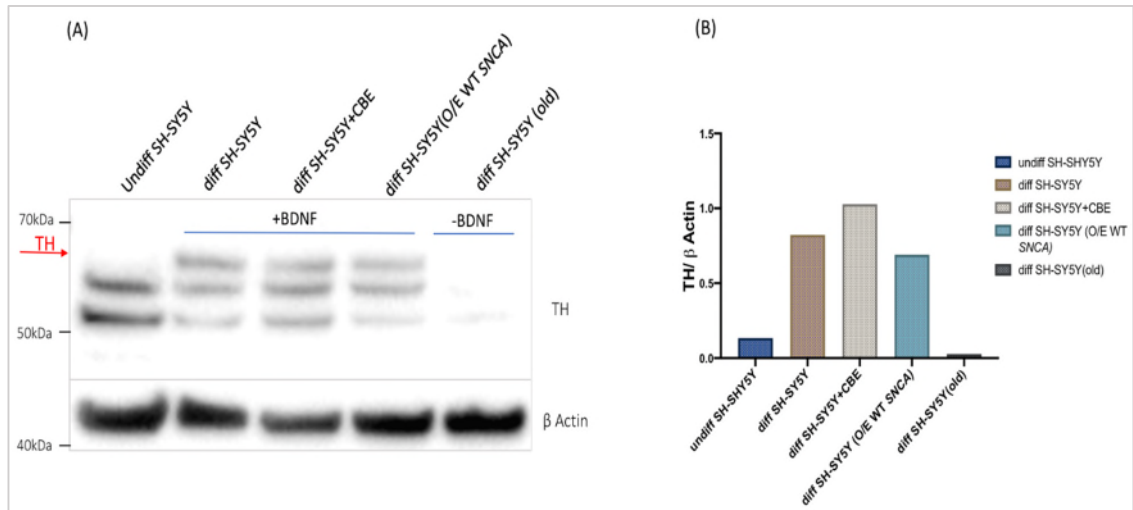 (A)
Undiff SH-SY5Y
diff SH-SY5Y
diff SH-SY5Y+CBE
diff SH-SY5Y(O/E WT SNCA)
diff SH-SY5Y (old)
70kDa
+BDNF
-BDNF
TH
TH
50kDa
β Actin
40kDa
(B)
1.5
1.0
0.5
0.0
TH/ β Actin
undiff SH-SHY5Y
diff SH-SY5Y
diff SH-SY5Y+CBE
diff SH-SY5Y (O/E WT SNCA)
diff SH-SY5Y(old)
undiff SH-SHY5Y
diff SH-SY5Y
diff SH-SY5Y+CBE
diff SH-SY5Y (O/E WT
SNCA)
diff SH-SY5Y(old)